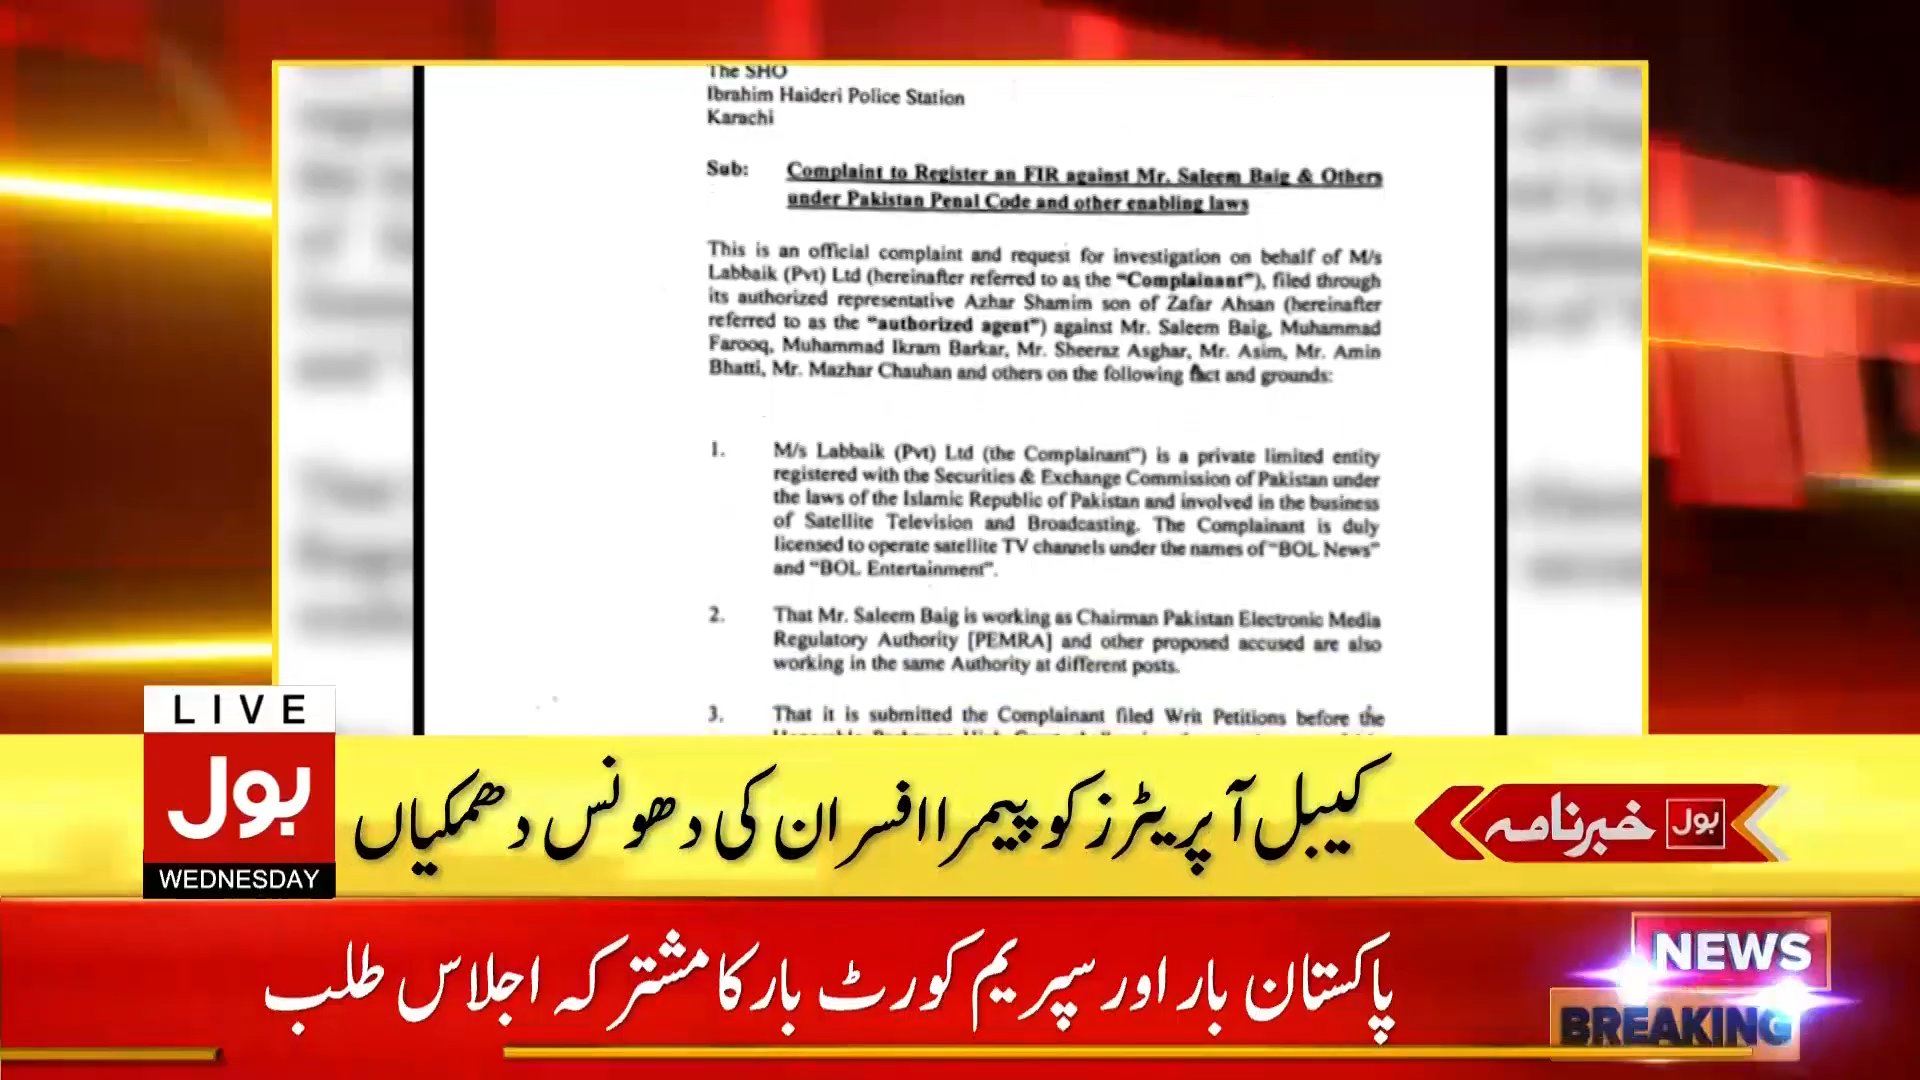 The SHO
Ibrahim Haideri Police Station
Karachi
Sub: Complaint to Register an FIR against Mr. Saleem Baig & Others
under Pakistan Penal Code and other enabling laws
This is an official complaint and request for investigation on behalf of M/s
Labbaik (Pvt) Ltd (hereinafter referred to as the “Complainant”), filed through
its authorized representative Azhar Shamim son of Zafar Ahsan (hereinafter
referred to as the “authorized agent”) against Mr. Saleem Baig, Muhammad
Farooq, Muhammad Ikram Barkar, Mr. Sheeraz Asghar, Mr. Asim, Mr. Amin
Bhatti, Mr. Mazhar Chauhan and others on the following fact and grounds:
1. M/s Labbaik (Pvt) Ltd (the Complainant”) is a private limited entity
registered with the Securities & Exchange Commission of Pakistan under
the laws of the Islamic Republic of Pakistan and involved in the business
of Satellite Television and Broadcasting. The Complainant is duly
licensed to operate satellite TV channels under the names of “BOL News”
and “BOL Entertainment”.
2. That Mr. Saleem Baig is working as Chairman Pakistan Electronic Media
Regulatory Authority [PEMRA] and other proposed accused are also
working in the same Authority at different posts.
3. That it is submitted the Complainant filed Writ Petitions before the
LIVE
بول
WEDNESDAY
کیبل آپریٹرز کو پیمرا افسران کی دھونس دھمکیاں
بول خبرنامہ
پاکستان بار اور سپریم کورٹ بار کا مشترکہ اجلاس طلب
NEWS
BREAKING